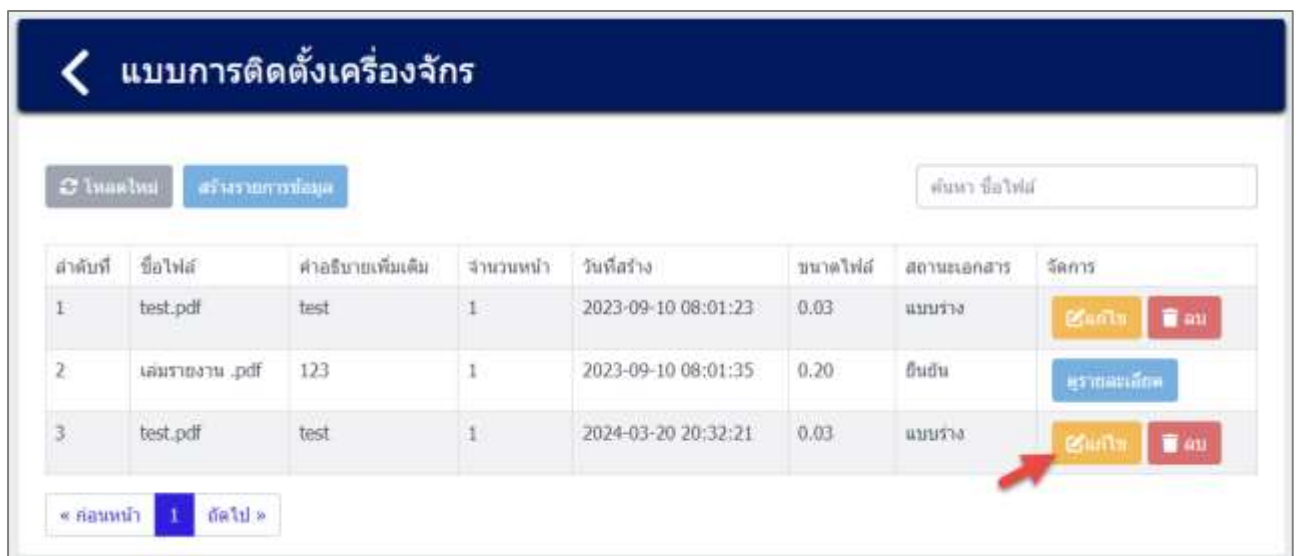 แบบการติดตั้งเครื่องจักร
โหลดใหม่ สร้างรายการข้อมูล ค้นหา ชื่อไฟล์
ลำดับที่ ชื่อไฟล์ คำอธิบายเพิ่มเติม จำนวนหน้า วันที่สร้าง ขนาดไฟล์ สถานะเอกสาร จัดการ
1 test.pdf test 1 2023-09-10 08:01:23 0.03 แบบร่าง แก้ไข ลบ
2 เล่มรายงาน .pdf 123 1 2023-09-10 08:01:35 0.20 ยืนยัน ดูรายละเอียด
3 test.pdf test 1 2024-03-20 20:32:21 0.03 แบบร่าง แก้ไข ลบ
« ก่อนหน้า 1 ถัดไป »